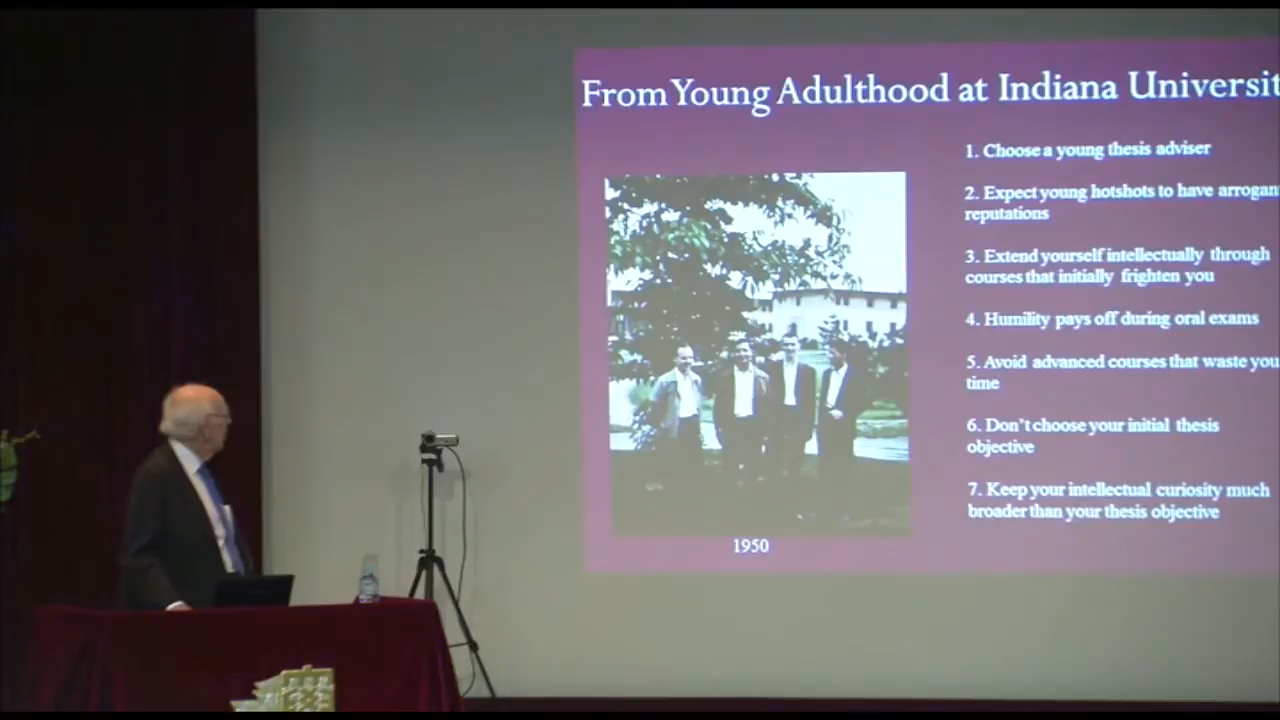 From Young Adulthood at Indiana Universit
1. Choose a young thesis adviser
2. Expect young hotshots to have arrogan
reputations
3. Extend yourself intellectually through
courses that initially frighten you
4. Humility pays off during oral exams
5. Avoid advanced courses that waste you
time
6. Don't choose your initial thesis
objective
7. Keep your intellectual curiosity much
broader than your thesis objective
1950